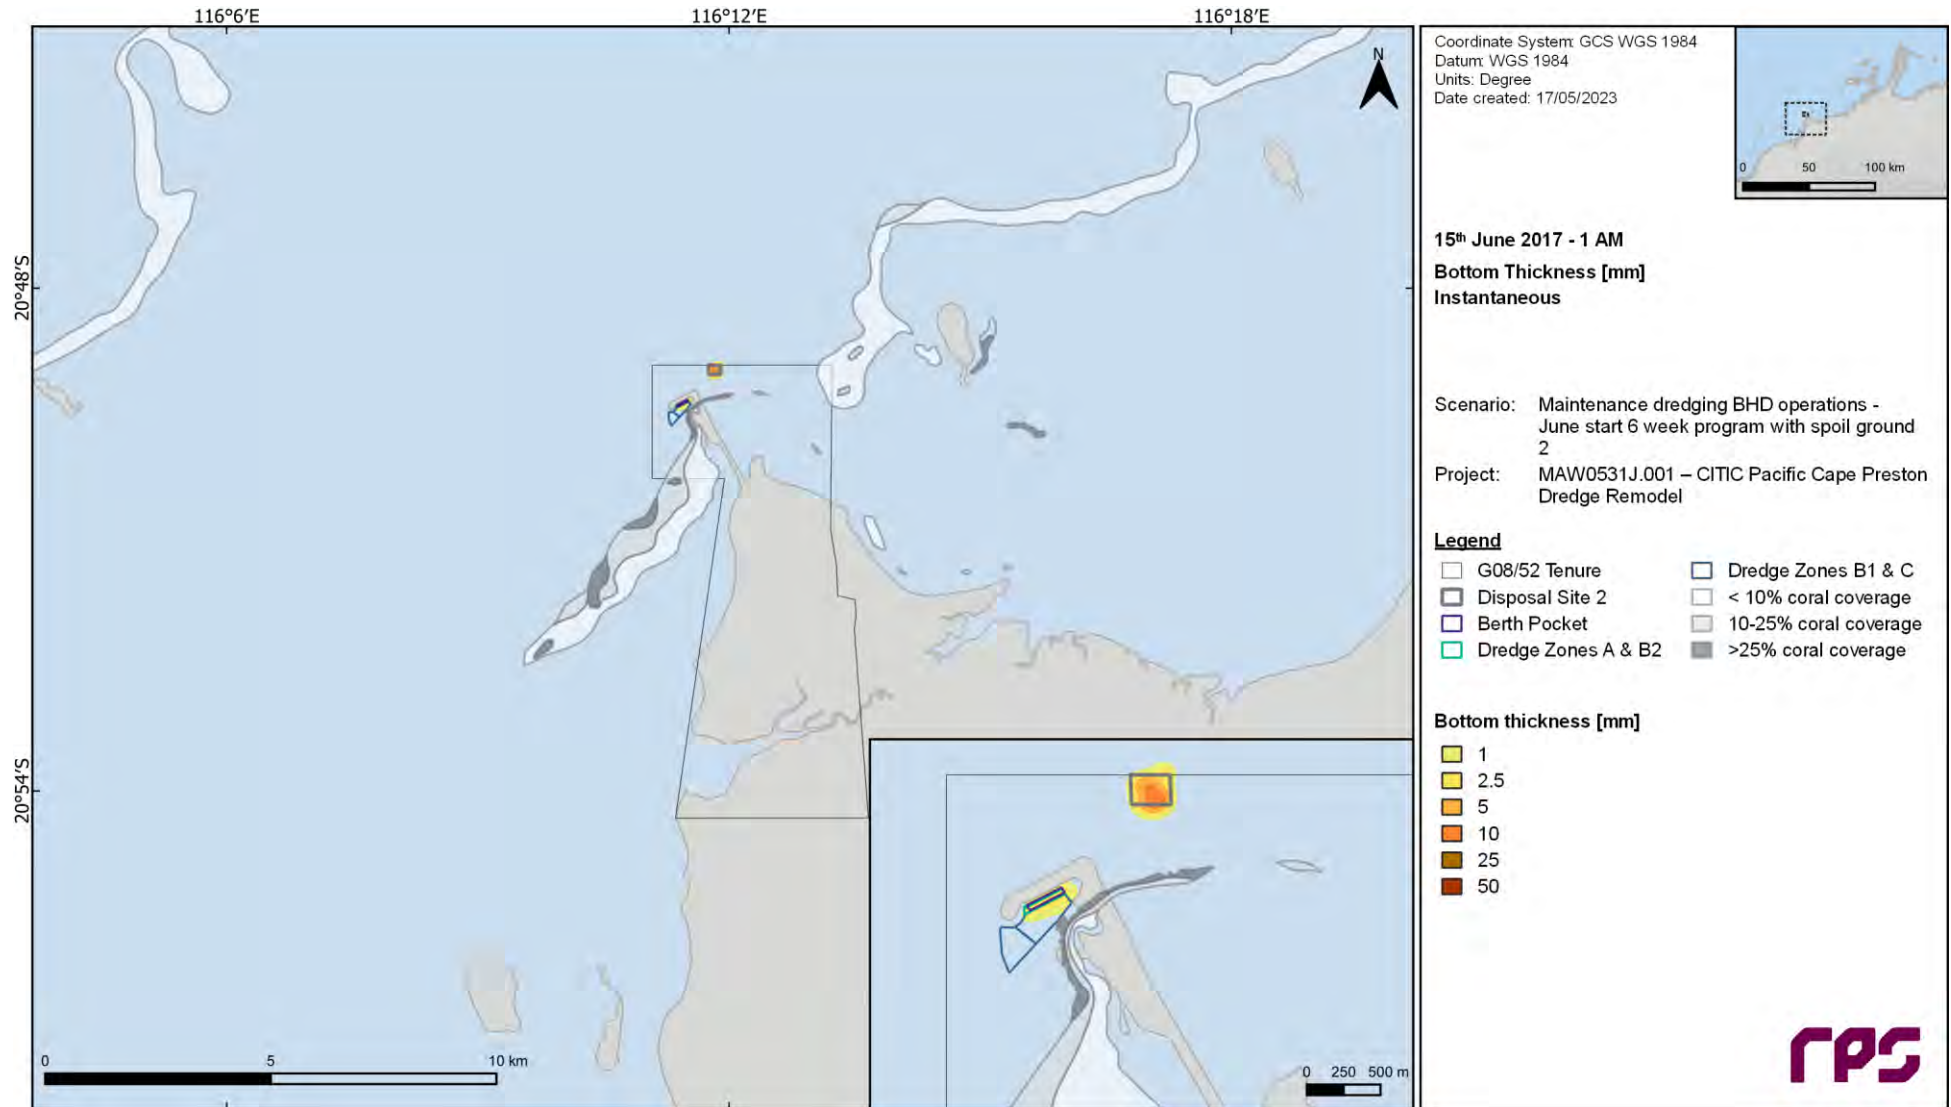 116°6'E
116°12'E
116°18'E
20°48'S
20°54'S
N
0 5 10 km
0 250 500 m
Coordinate System: GCS WGS 1984
Datum: WGS 1984
Units: Degree
Date created: 17/05/2023
0 50 100 km
15th June 2017 - 1 AM
Bottom Thickness [mm]
Instantaneous
Scenario: Maintenance dredging BHD operations -
June start 6 week program with spoil ground
2
Project: MAW0531J.001 – CITIC Pacific Cape Preston
Dredge Remodel
Legend
G08/52 Tenure
Disposal Site 2
Berth Pocket
Dredge Zones A & B2
Dredge Zones B1 & C
< 10% coral coverage
10-25% coral coverage
>25% coral coverage
Bottom thickness [mm]
1
2.5
5
10
25
50
rps